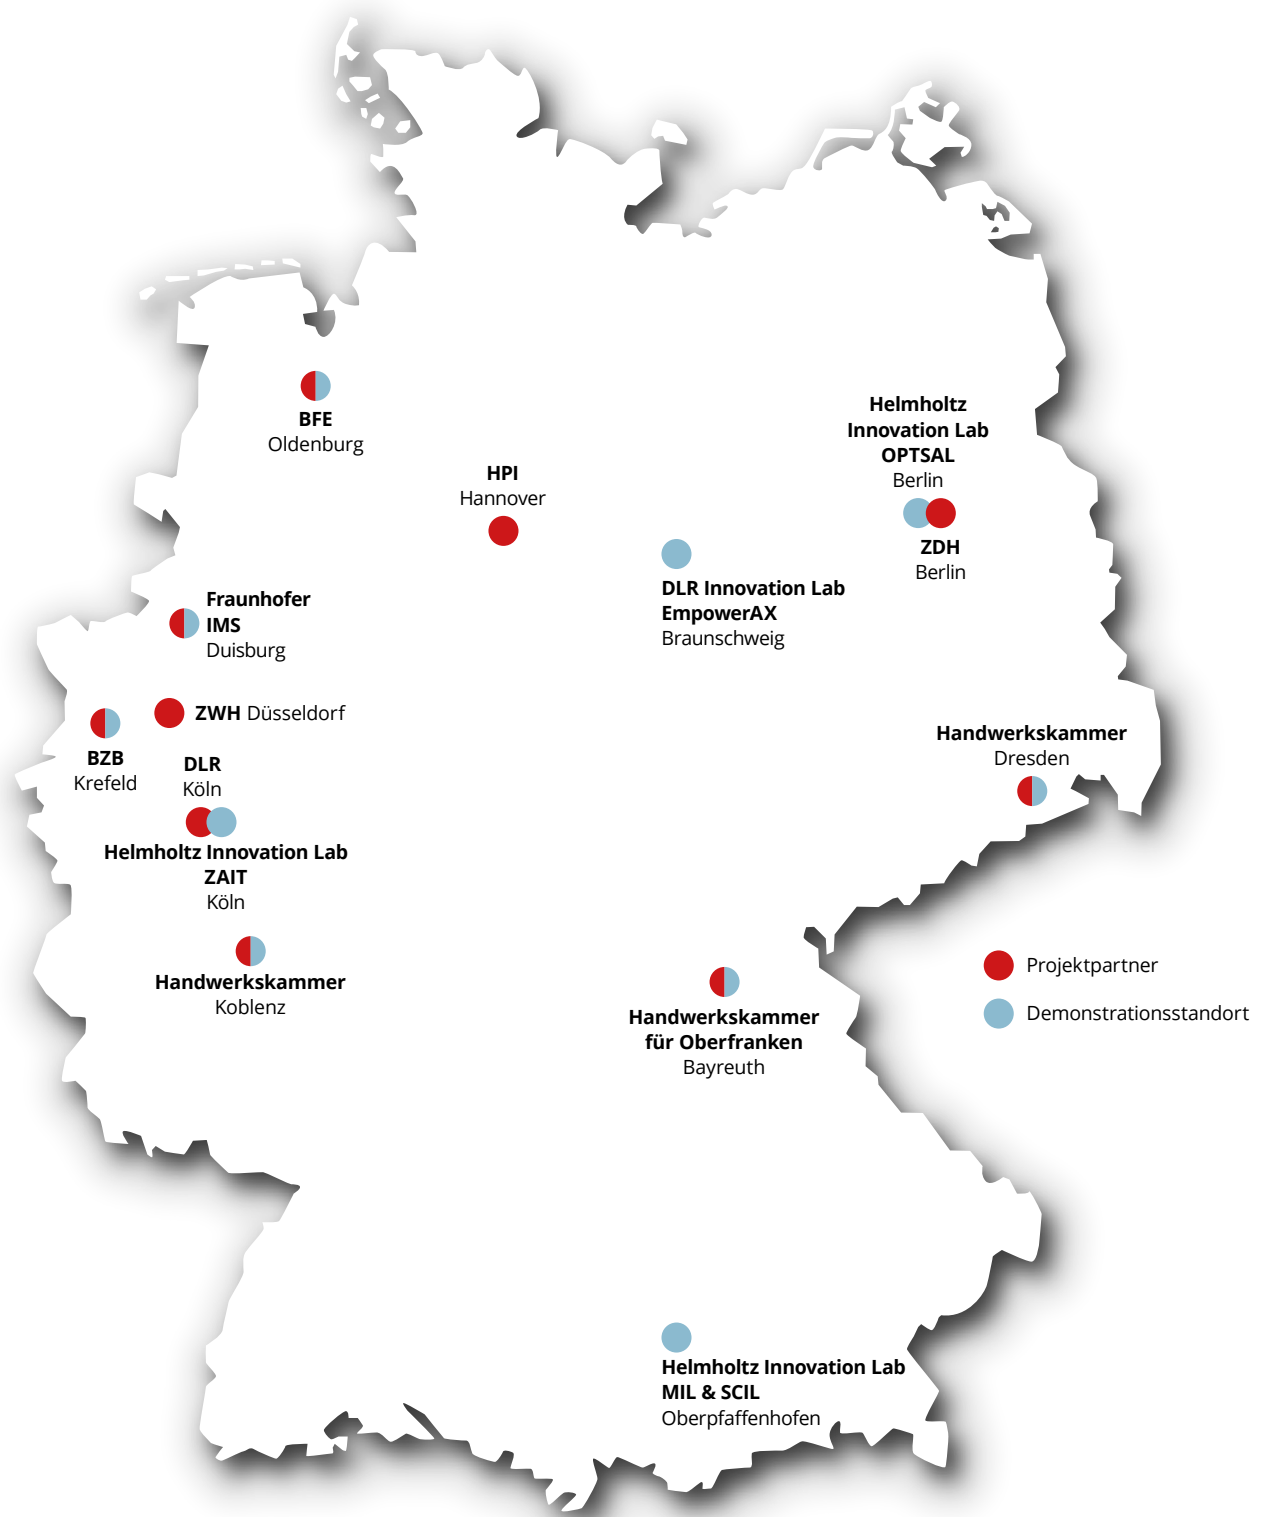 BFE
Oldenburg
HPI
Hannover
Helmholtz
Innovation Lab
OPTSAL
Berlin
ZDH
Berlin
DLR Innovation Lab
EmpowerAX
Braunschweig
Fraunhofer
IMS
Duisburg
ZWH Düsseldorf
BZB
Krefeld
DLR
Köln
Helmholtz Innovation Lab
ZAIT
Köln
Handwerkskammer
Dresden
Handwerkskammer
Koblenz
Handwerkskammer
für Oberfranken
Bayreuth
Projektpartner
Demonstrationsstandort
Helmholtz Innovation Lab
MIL & SCIL
Oberpfaffenhofen